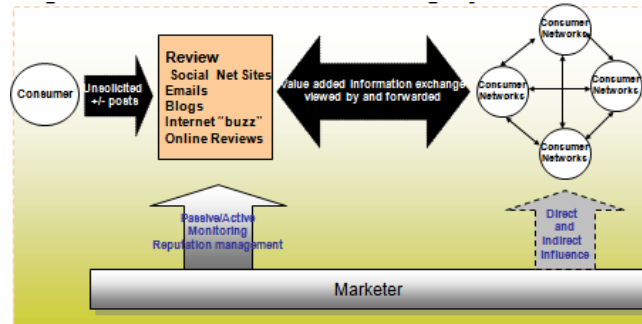 Consumer
Unsolicited
+/- posts
Review
Social Net Sites
Emails
Blogs
Internet "buzz"
Online Reviews
Value added information exchange
viewed by and forwarded
Consumer
Networks
Consumer
Networks
Consumer
Networks
Consumer
Networks
Passive/Active
Monitoring
Reputation management
Direct
and
Indirect
Influence
Marketer